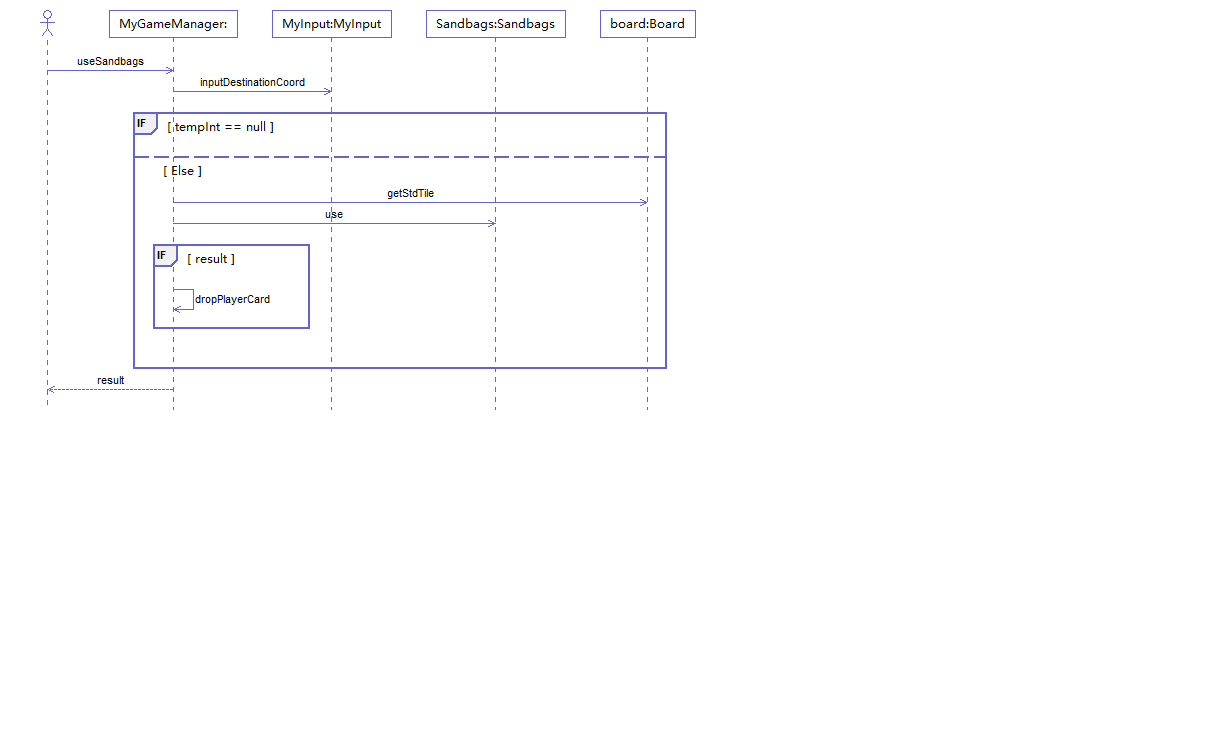 MyGameManager:
MyInput:MyInput
Sandbags:Sandbags
board:Board
useSandbags
inputDestinationCoord
IF
[ tempInt == null ]
[ Else ]
getStdTile
use
IF
[ result ]
dropPlayerCard
result